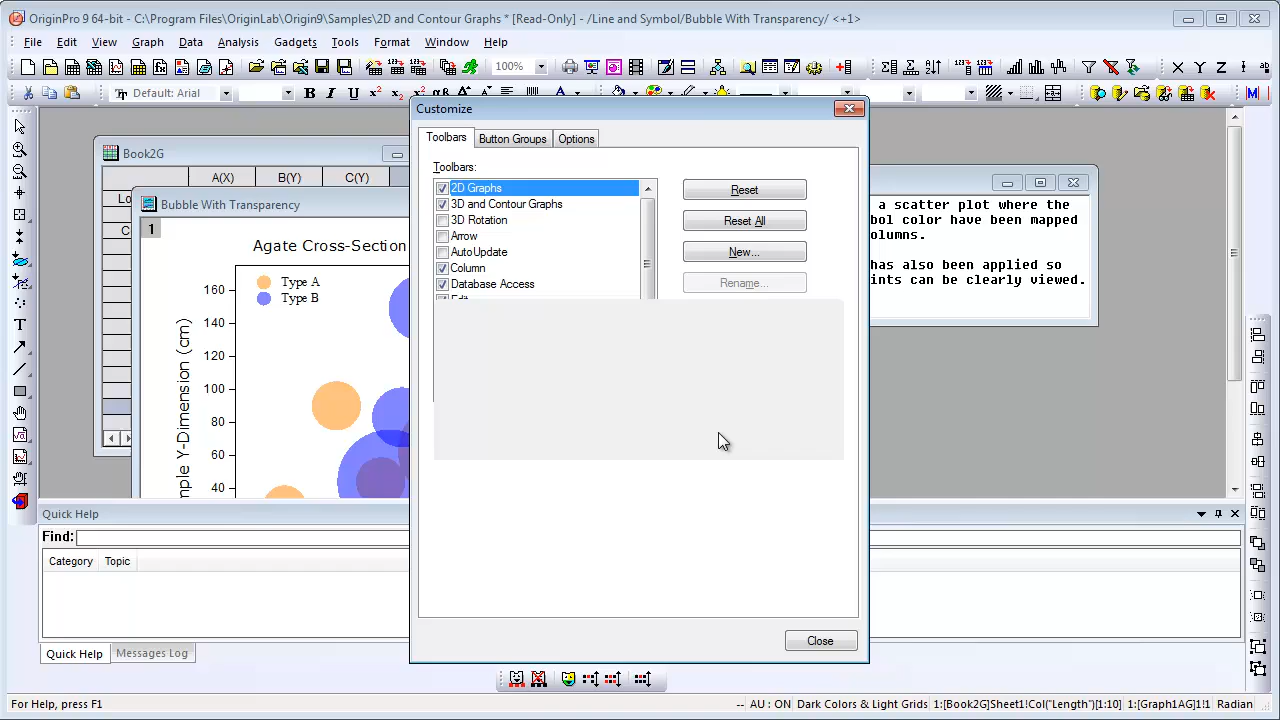 OriginPro 9 64-bit - C:\Program Files\OriginLab\Origin9\Samples\2D and Contour Graphs * [Read-Only] - /Line and Symbol/Bubble With Transparency/ <+1>
File Edit View Graph Data Analysis Gadgets Tools Format Window Help
100%
Default: Arial
B I U
Customize
Toolbars Button Groups Options
Toolbars:
2D Graphs
3D and Contour Graphs
3D Rotation
Arrow
AutoUpdate
Column
Database Access
Edit
Reset
Reset All
New...
Rename...
Close
Book2G
A(X) B(Y) C(Y)
Bubble With Transparency
1
Agate Cross-Section
Type A
Type B
160
140
120
100
80
60
40
mple Y-Dimension (cm)
a scatter plot where the
bol color have been mapped
olumns.
has also been applied so
ints can be clearly viewed.
Quick Help
Find:
Category Topic
Quick Help Messages Log
For Help, press F1
-- AU : ON Dark Colors & Light Grids 1:[Book2G]Sheet1!Col("Length")[1:10] 1:[Graph1AG]1!1 Radian